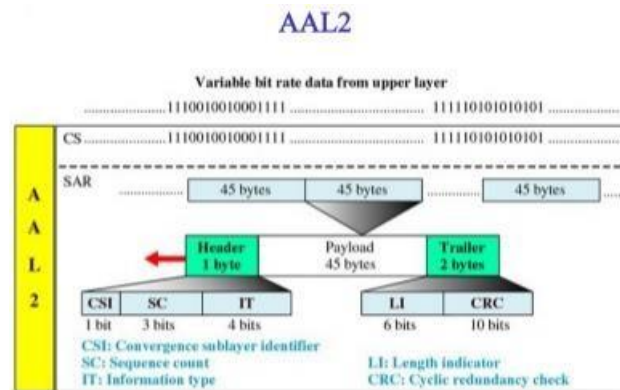 AAL2
Variable bit rate data from upper layer
....................1110010010001111 ............................ 111110101010101 ..............
CS ....................1110010010001111 ............................ 111110101010101 ..............
SAR
................ 45 bytes 45 bytes ............ 45 bytes ....
A
A
L
2
Header
1 byte
Payload
45 bytes
Trailer
2 bytes
CSI SC IT LI CRC
1 bit 3 bits 4 bits 6 bits 10 bits
CSI: Convergence sublayer identifier
SC: Sequence count LI: Length indicator
IT: Information type CRC: Cyclic redundancy check